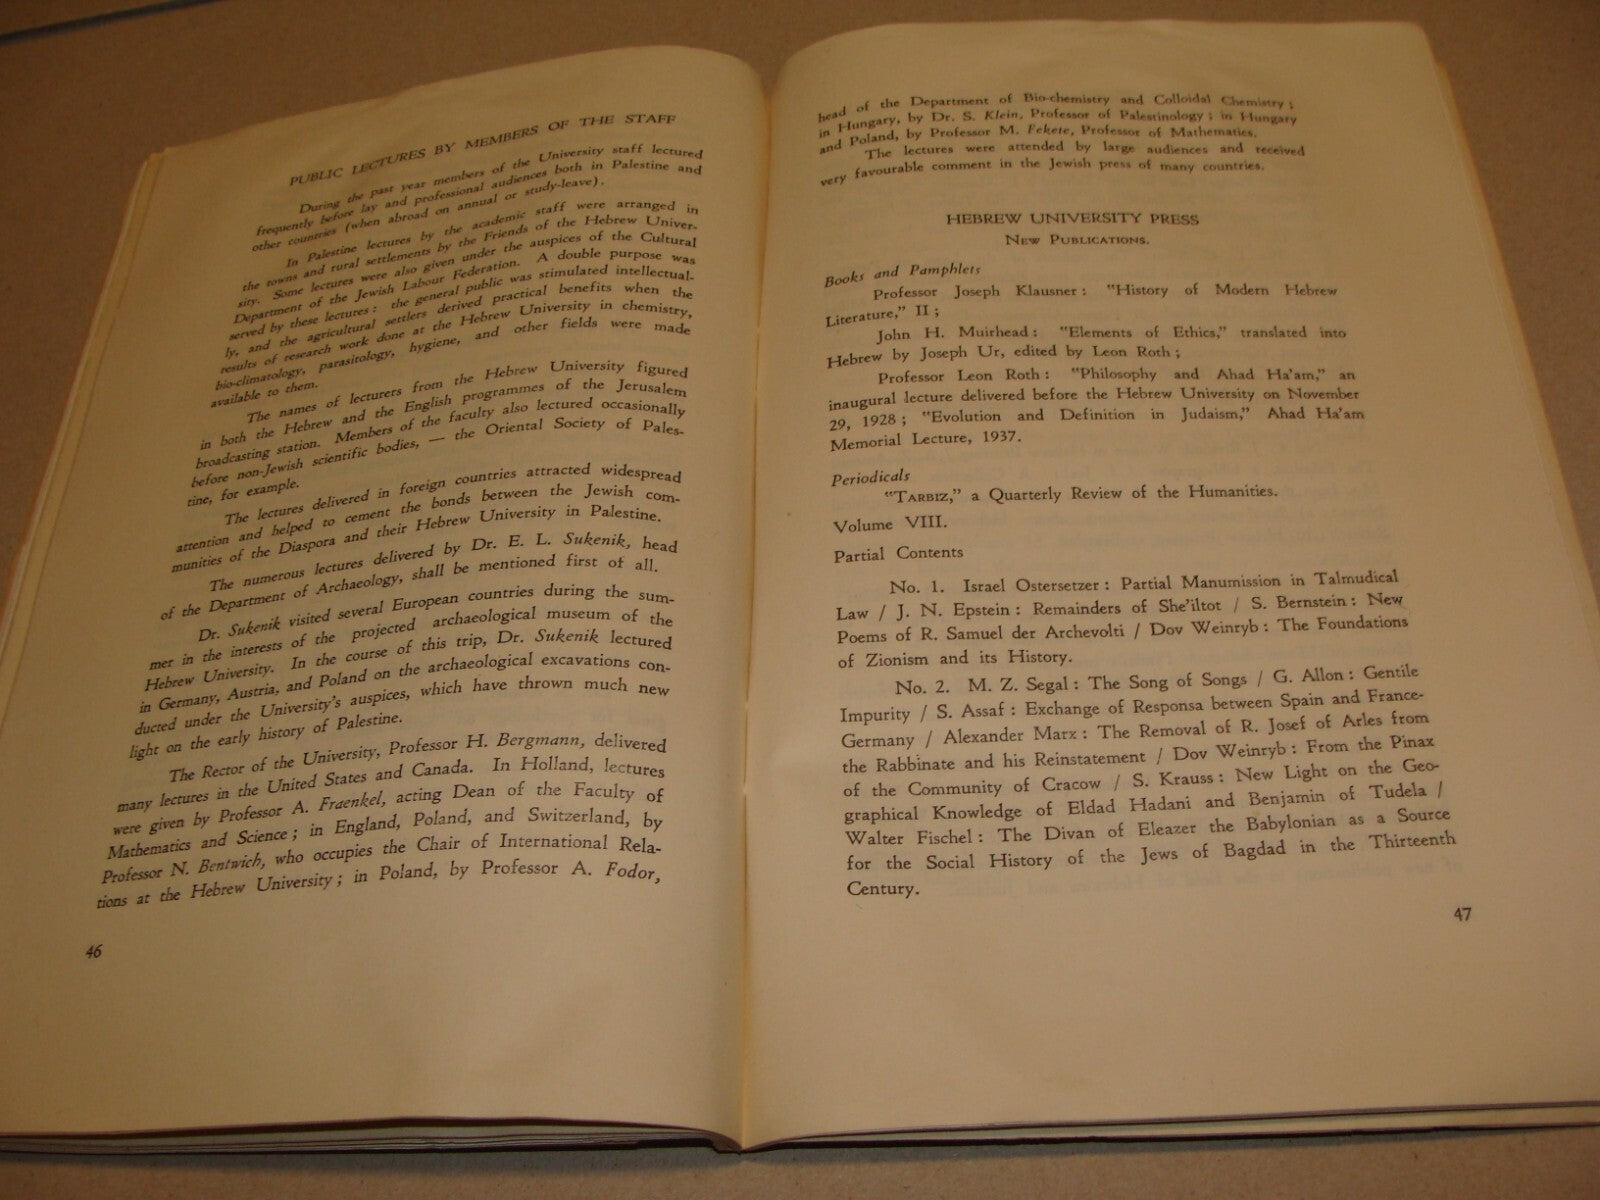 PUBLIC LECTURES BY MEMBERS OF THE STAFF
During the past year members of the University staff lectured
frequently before lay and professional audiences both in Palestine and
other countries (when abroad on annual or study-leave).
In Palestine lectures by the academic staff were arranged in
the towns and rural settlements by the Friends of the Hebrew Univer-
sity. Some lectures were also given under the auspices of the Cultural
Department of the Jewish Labour Federation. A double purpose was
served by these lectures : the general public was stimulated intellectual-
ly, and the agricultural settlers derived practical benefits when the
results of research work done at the Hebrew University in chemistry,
bio-climatology, parasitology, hygiene, and other fields were made
available to them.
The names of lecturers from the Hebrew University figured
in both the Hebrew and the English programmes of the Jerusalem
broadcasting station. Members of the faculty also lectured occasionally
before non-Jewish scientific bodies, — the Oriental Society of Pales-
tine, for example.
The lectures delivered in foreign countries attracted widespread
attention and helped to cement the bonds between the Jewish com-
munities of the Diaspora and their Hebrew University in Palestine.
The numerous lectures delivered by Dr. E. L. Sukenik, head
of the Department of Archaeology, shall be mentioned first of all.
Dr. Sukenik visited several European countries during the sum-
mer in the interests of the projected archaeological museum of the
Hebrew University. In the course of this trip, Dr. Sukenik lectured
in Germany, Austria, and Poland on the archaeological excavations con-
ducted under the University's auspices, which have thrown much new
light on the early history of Palestine.
The Rector of the University, Professor H. Bergmann, delivered
many lectures in the United States and Canada. In Holland, lectures
were given by Professor A. Fraenkel, acting Dean of the Faculty of
Mathematics and Science ; in England, Poland, and Switzerland, by
Professor N. Bentwich, who occupies the Chair of International Rela-
tions at the Hebrew University ; in Poland, by Professor A. Fodor,
46
head of the Department of Bio-chemistry and Colloidal Chemistry ;
in Hungary, by Dr. S. Klein, Professor of Palestinology ; in Hungary
and Poland, by Professor M. Fekete, Professor of Mathematics.
The lectures were attended by large audiences and received
very favourable comment in the Jewish press of many countries.
HEBREW UNIVERSITY PRESS
NEW PUBLICATIONS.
Books and Pamphlets
Professor Joseph Klausner : "History of Modern Hebrew
Literature," II ;
John H. Muirhead : "Elements of Ethics," translated into
Hebrew by Joseph Ur, edited by Leon Roth ;
Professor Leon Roth : "Philosophy and Ahad Ha'am," an
inaugural lecture delivered before the Hebrew University on November
29, 1928 ; "Evolution and Definition in Judaism," Ahad Ha'am
Memorial Lecture, 1937.
Periodicals
"TARBIZ," a Quarterly Review of the Humanities.
Volume VIII.
Partial Contents
No. 1. Israel Ostersetzer : Partial Manumission in Talmudical
Law / J. N. Epstein : Remainders of She'iltot / S. Bernstein : New
Poems of R. Samuel der Archevolti / Dov Weinryb : The Foundations
of Zionism and its History.
No. 2. M. Z. Segal : The Song of Songs / G. Allon : Gentile
Impurity / S. Assaf : Exchange of Responsa between Spain and France-
Germany / Alexander Marx : The Removal of R. Josef of Arles from
the Rabbinate and his Reinstatement / Dov Weinryb : From the Pinax
of the Community of Cracow / S. Krauss : New Light on the Geo-
graphical Knowledge of Eldad Hadani and Benjamin of Tudela /
Walter Fischel : The Divan of Eleazer the Babylonian as a Source
for the Social History of the Jews of Bagdad in the Thirteenth
Century.
47